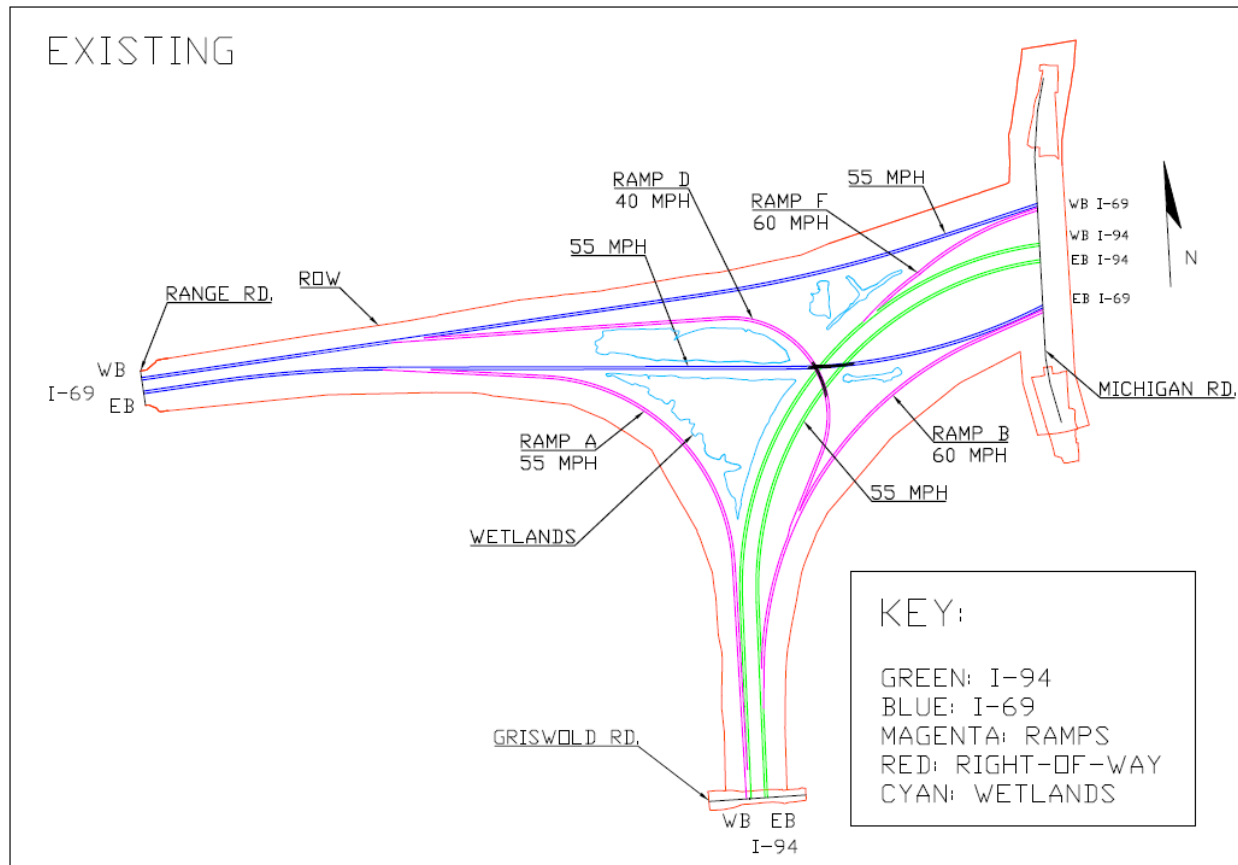 EXISTING
RAMP D
40 MPH
55 MPH
RAMP F
60 MPH
55 MPH
WB I-69
WB I-94
EB I-94
EB I-69
N
ROW
RANGE RD.
WB
I-69
EB
MICHIGAN RD.
RAMP A
55 MPH
RAMP B
60 MPH
55 MPH
WETLANDS
GRISWOLD RD.
WB EB
I-94
KEY:
GREEN: I-94
BLUE: I-69
MAGENTA: RAMPS
RED: RIGHT-OF-WAY
CYAN: WETLANDS